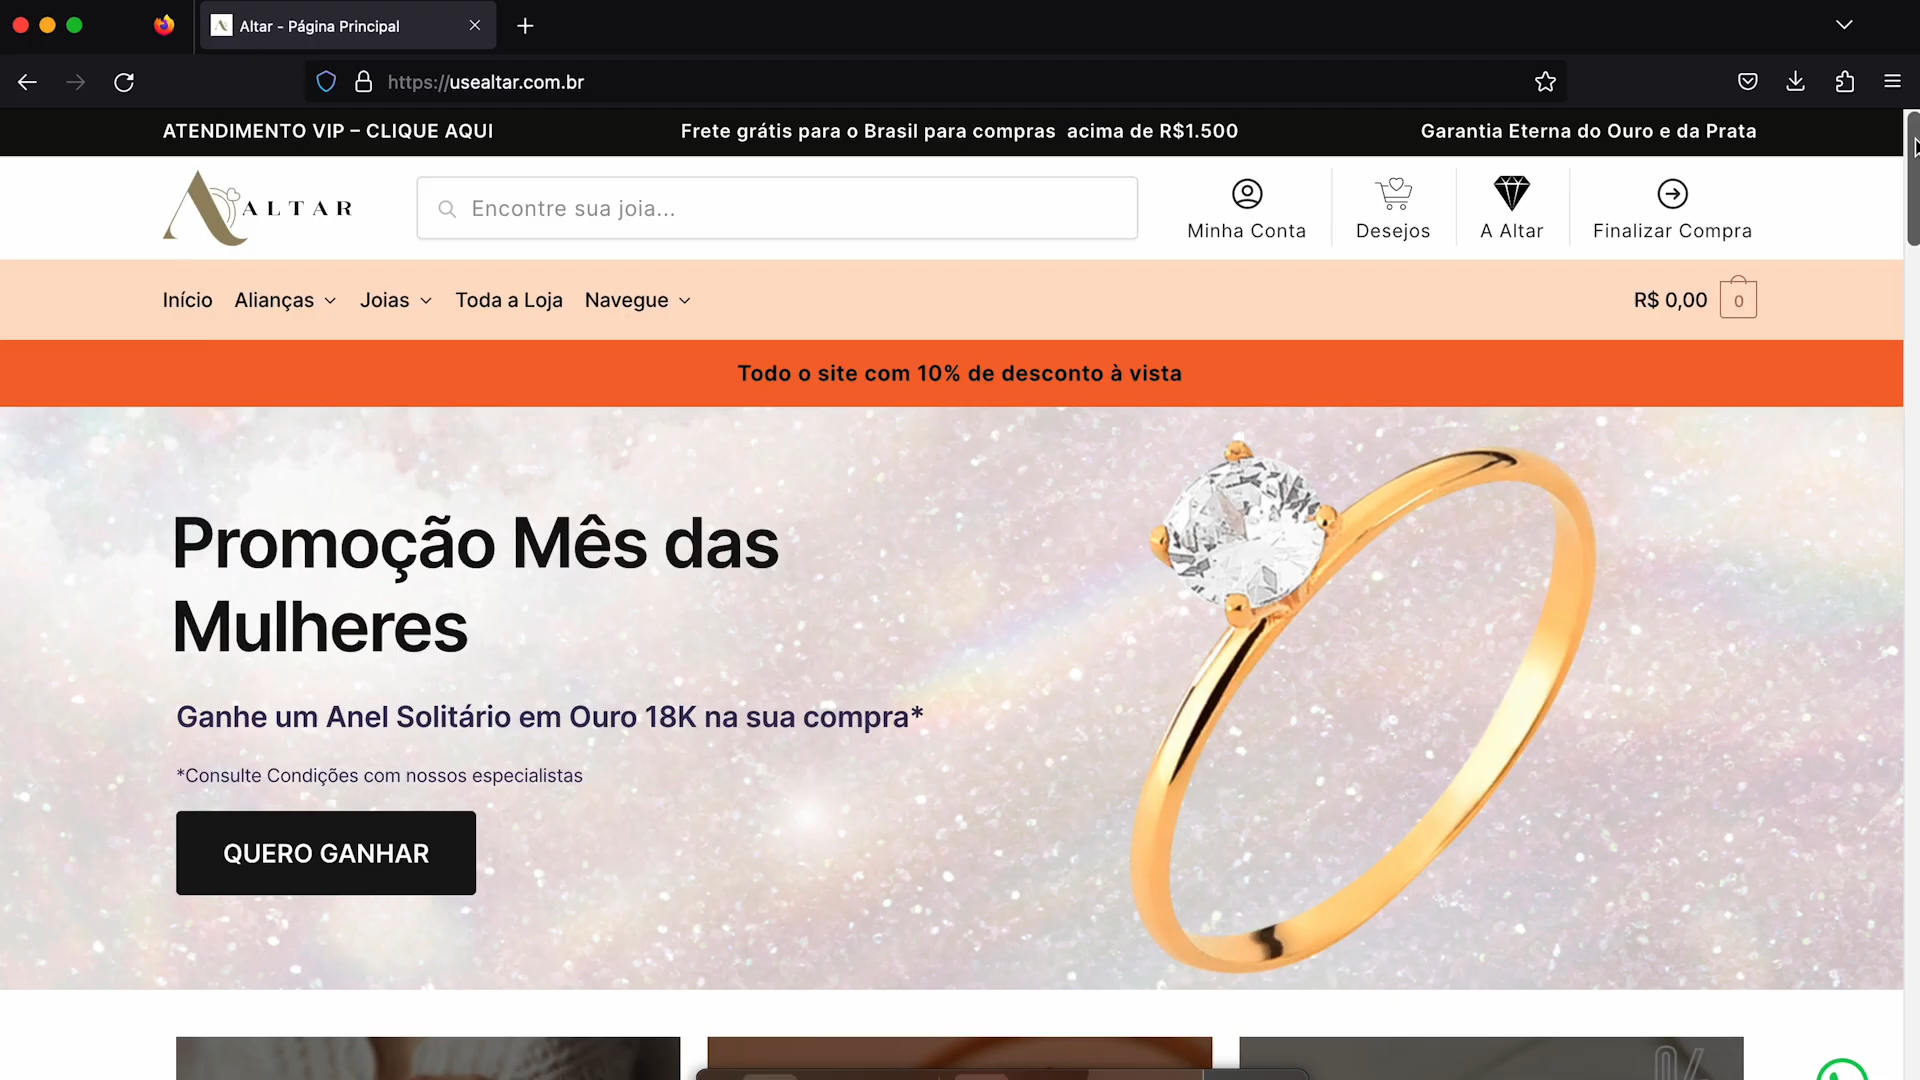 Altar - Página Principal
https://usealtar.com.br
ATENDIMENTO VIP – CLIQUE AQUI
Frete grátis para o Brasil para compras acima de R$1.500
Garantia Eterna do Ouro e da Prata
ALTAR
Encontre sua joia...
Minha Conta
Desejos
A Altar
Finalizar Compra
Início
Alianças
Joias
Toda a Loja
Navegue
R$ 0,00
0
Todo o site com 10% de desconto à vista
Promoção Mês das
Mulheres
Ganhe um Anel Solitário em Ouro 18K na sua compra*
*Consulte Condições com nossos especialistas
QUERO GANHAR